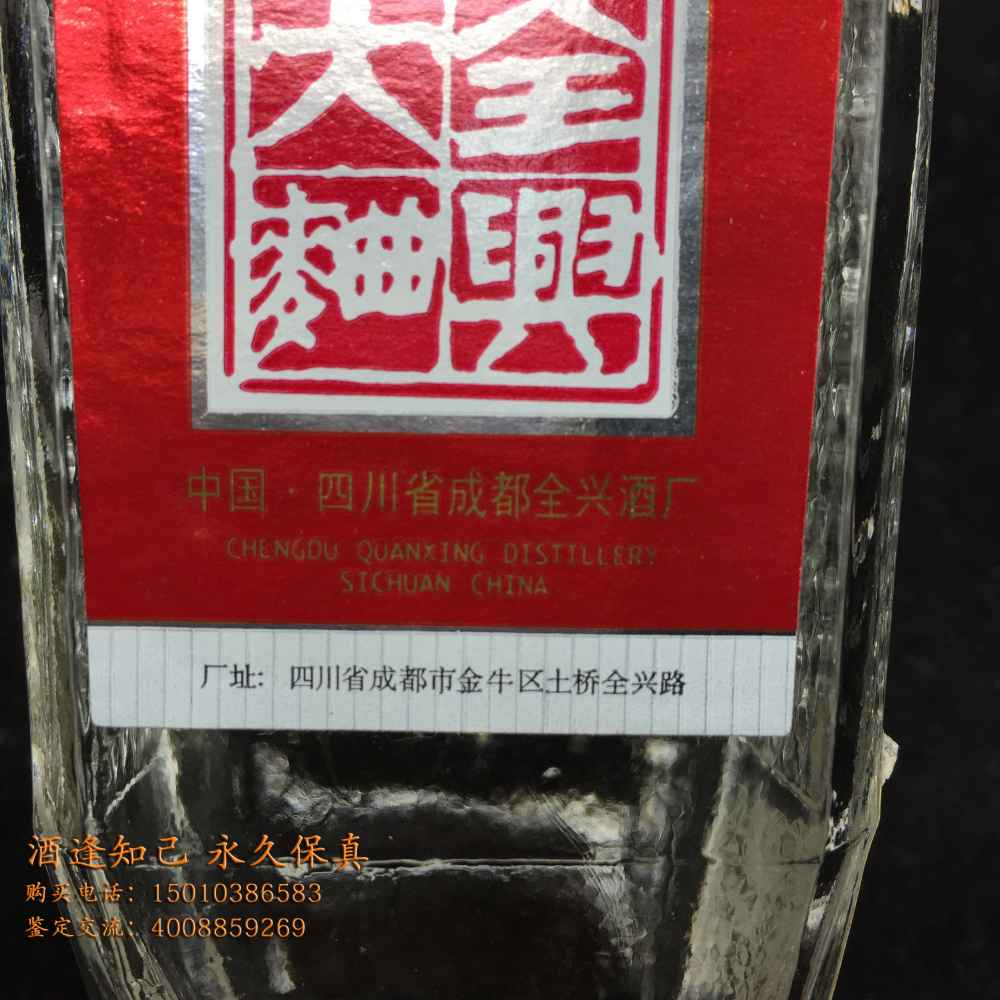 全興大麯
中国·四川省成都全兴酒厂
CHENGDU QUANXING DISTILLERY
SICHUAN CHINA
厂址: 四川省成都市金牛区土桥全兴路
酒逢知己 永久保真
购买电话: 15010386583
鉴定交流: 4008859269